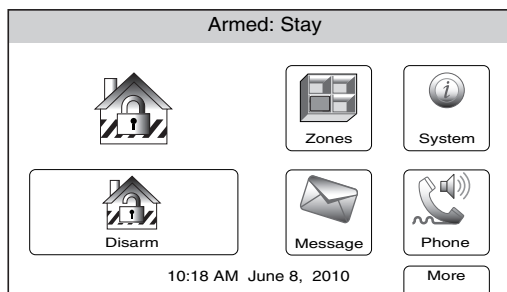 Armed: Stay
Zones
System
Disarm
Message
Phone
10:18 AM June 8, 2010
More